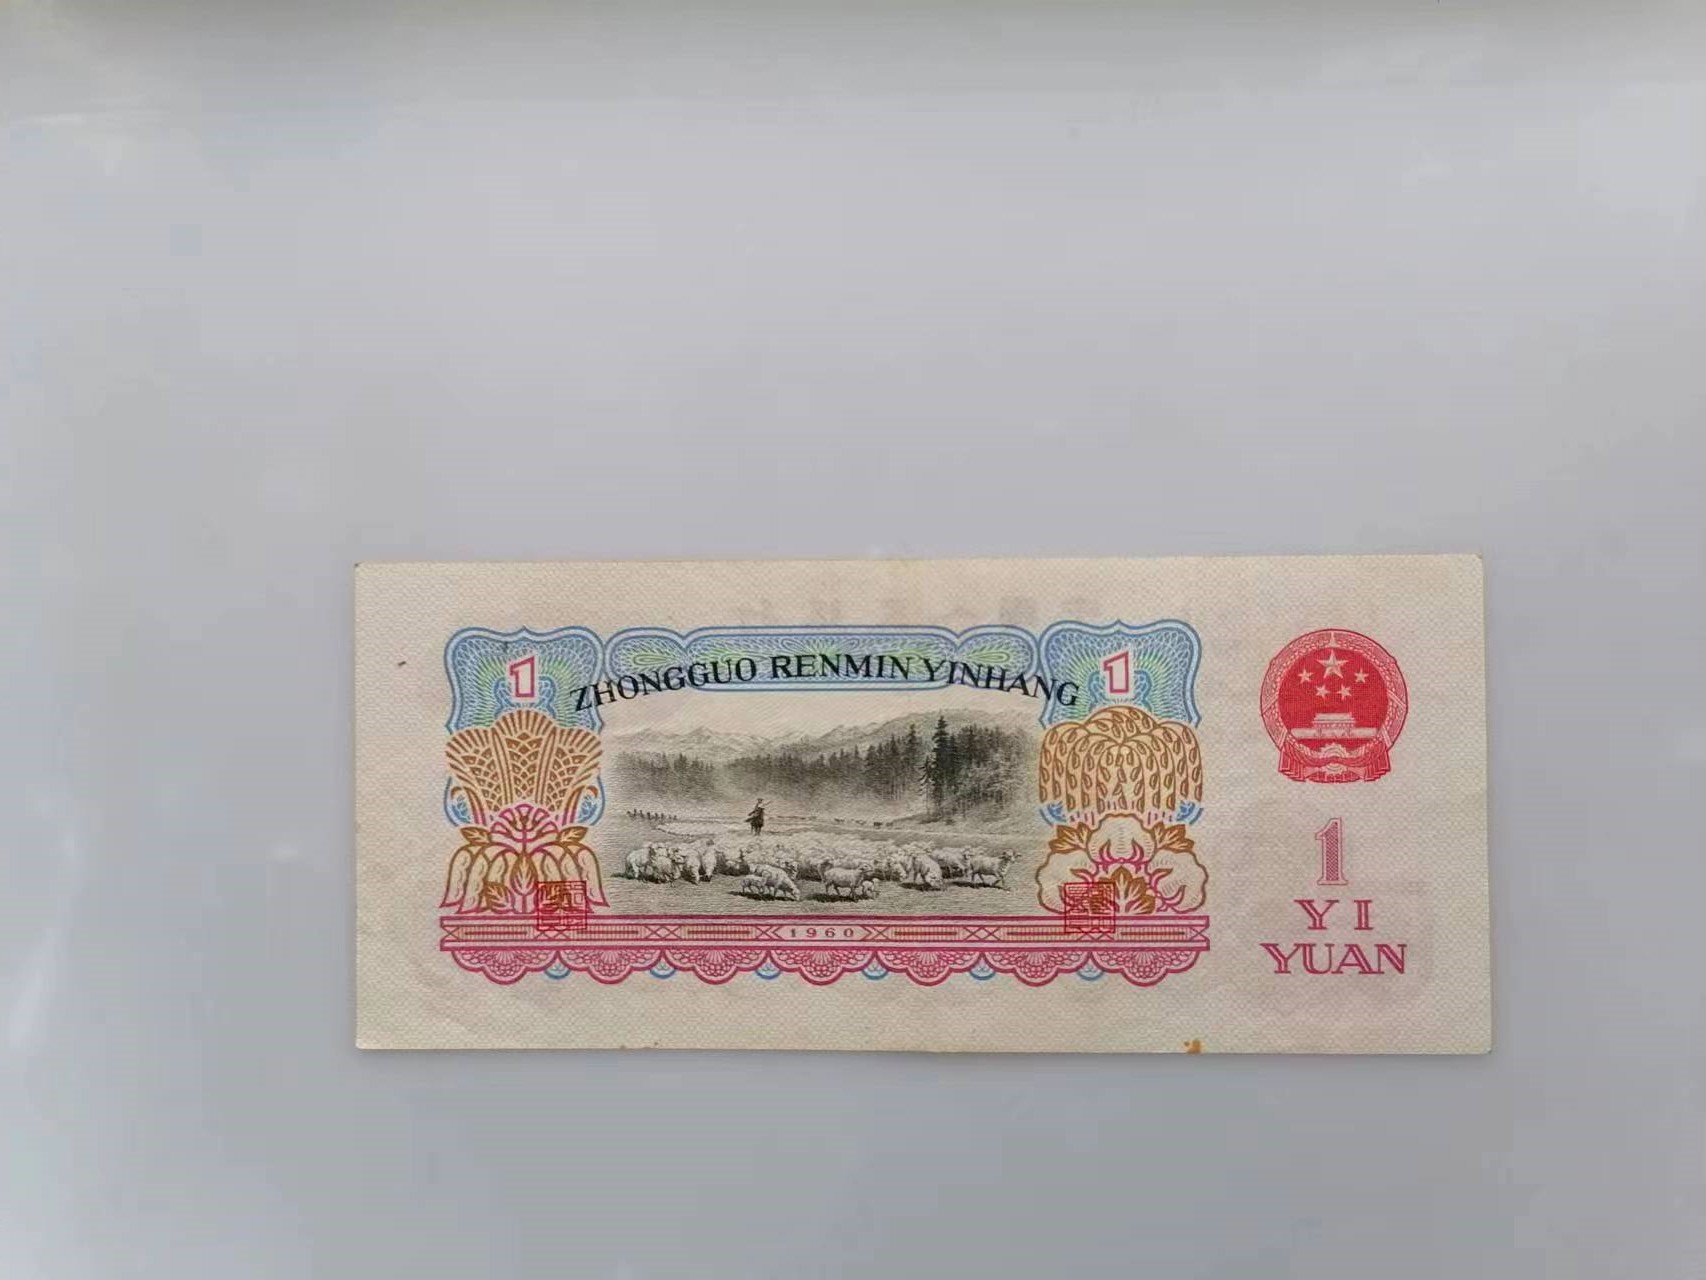 1 ZHONGGUO RENMIN YINHANG 1
1960
1
YI
YUAN